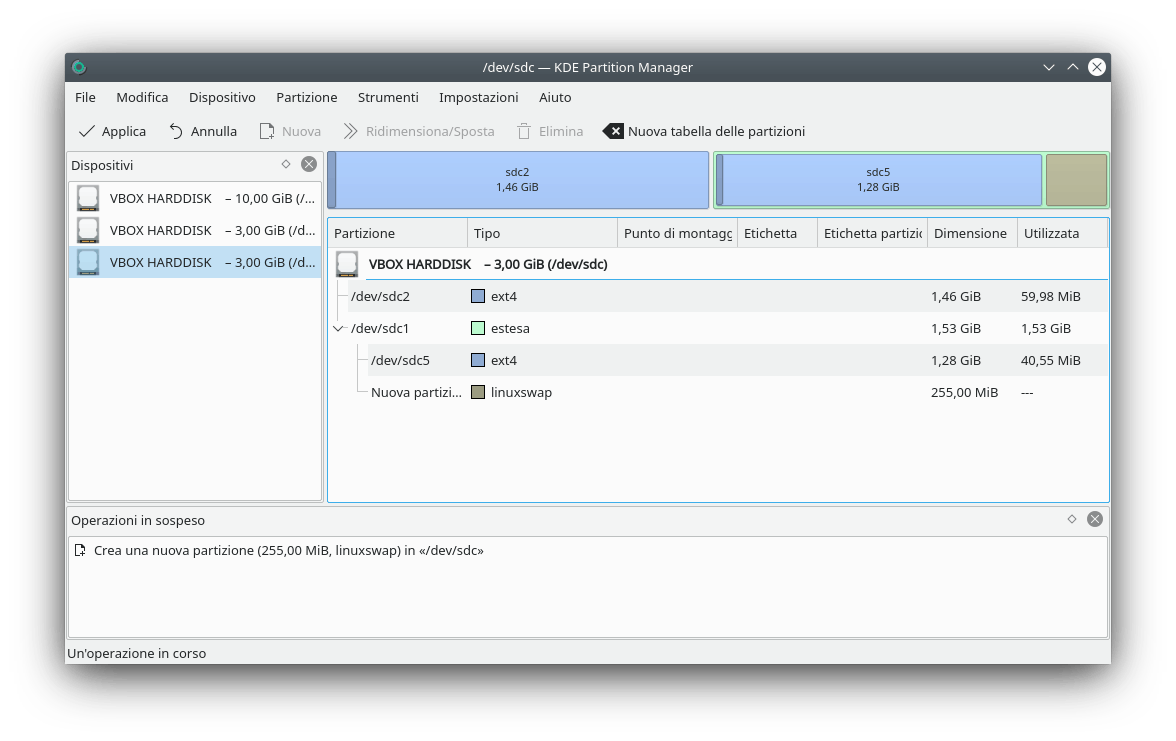 /dev/sdc — KDE Partition Manager
File Modifica Dispositivo Partizione Strumenti Impostazioni Aiuto
Applica Annulla Nuova Ridimensiona/Sposta Elimina Nuova tabella delle partizioni
Dispositivi
VBOX HARDDISK – 10,00 GiB (/...
VBOX HARDDISK – 3,00 GiB (/d...
VBOX HARDDISK – 3,00 GiB (/d...
sdc2
1,46 GiB
sdc5
1,28 GiB
Partizione Tipo Punto di montagg Etichetta Etichetta partizio Dimensione Utilizzata
VBOX HARDDISK – 3,00 GiB (/dev/sdc)
/dev/sdc2 ext4 1,46 GiB 59,98 MiB
/dev/sdc1 estesa 1,53 GiB 1,53 GiB
/dev/sdc5 ext4 1,28 GiB 40,55 MiB
Nuova partizi... linuxswap 255,00 MiB ---
Operazioni in sospeso
Crea una nuova partizione (255,00 MiB, linuxswap) in «/dev/sdc»
Un'operazione in corso